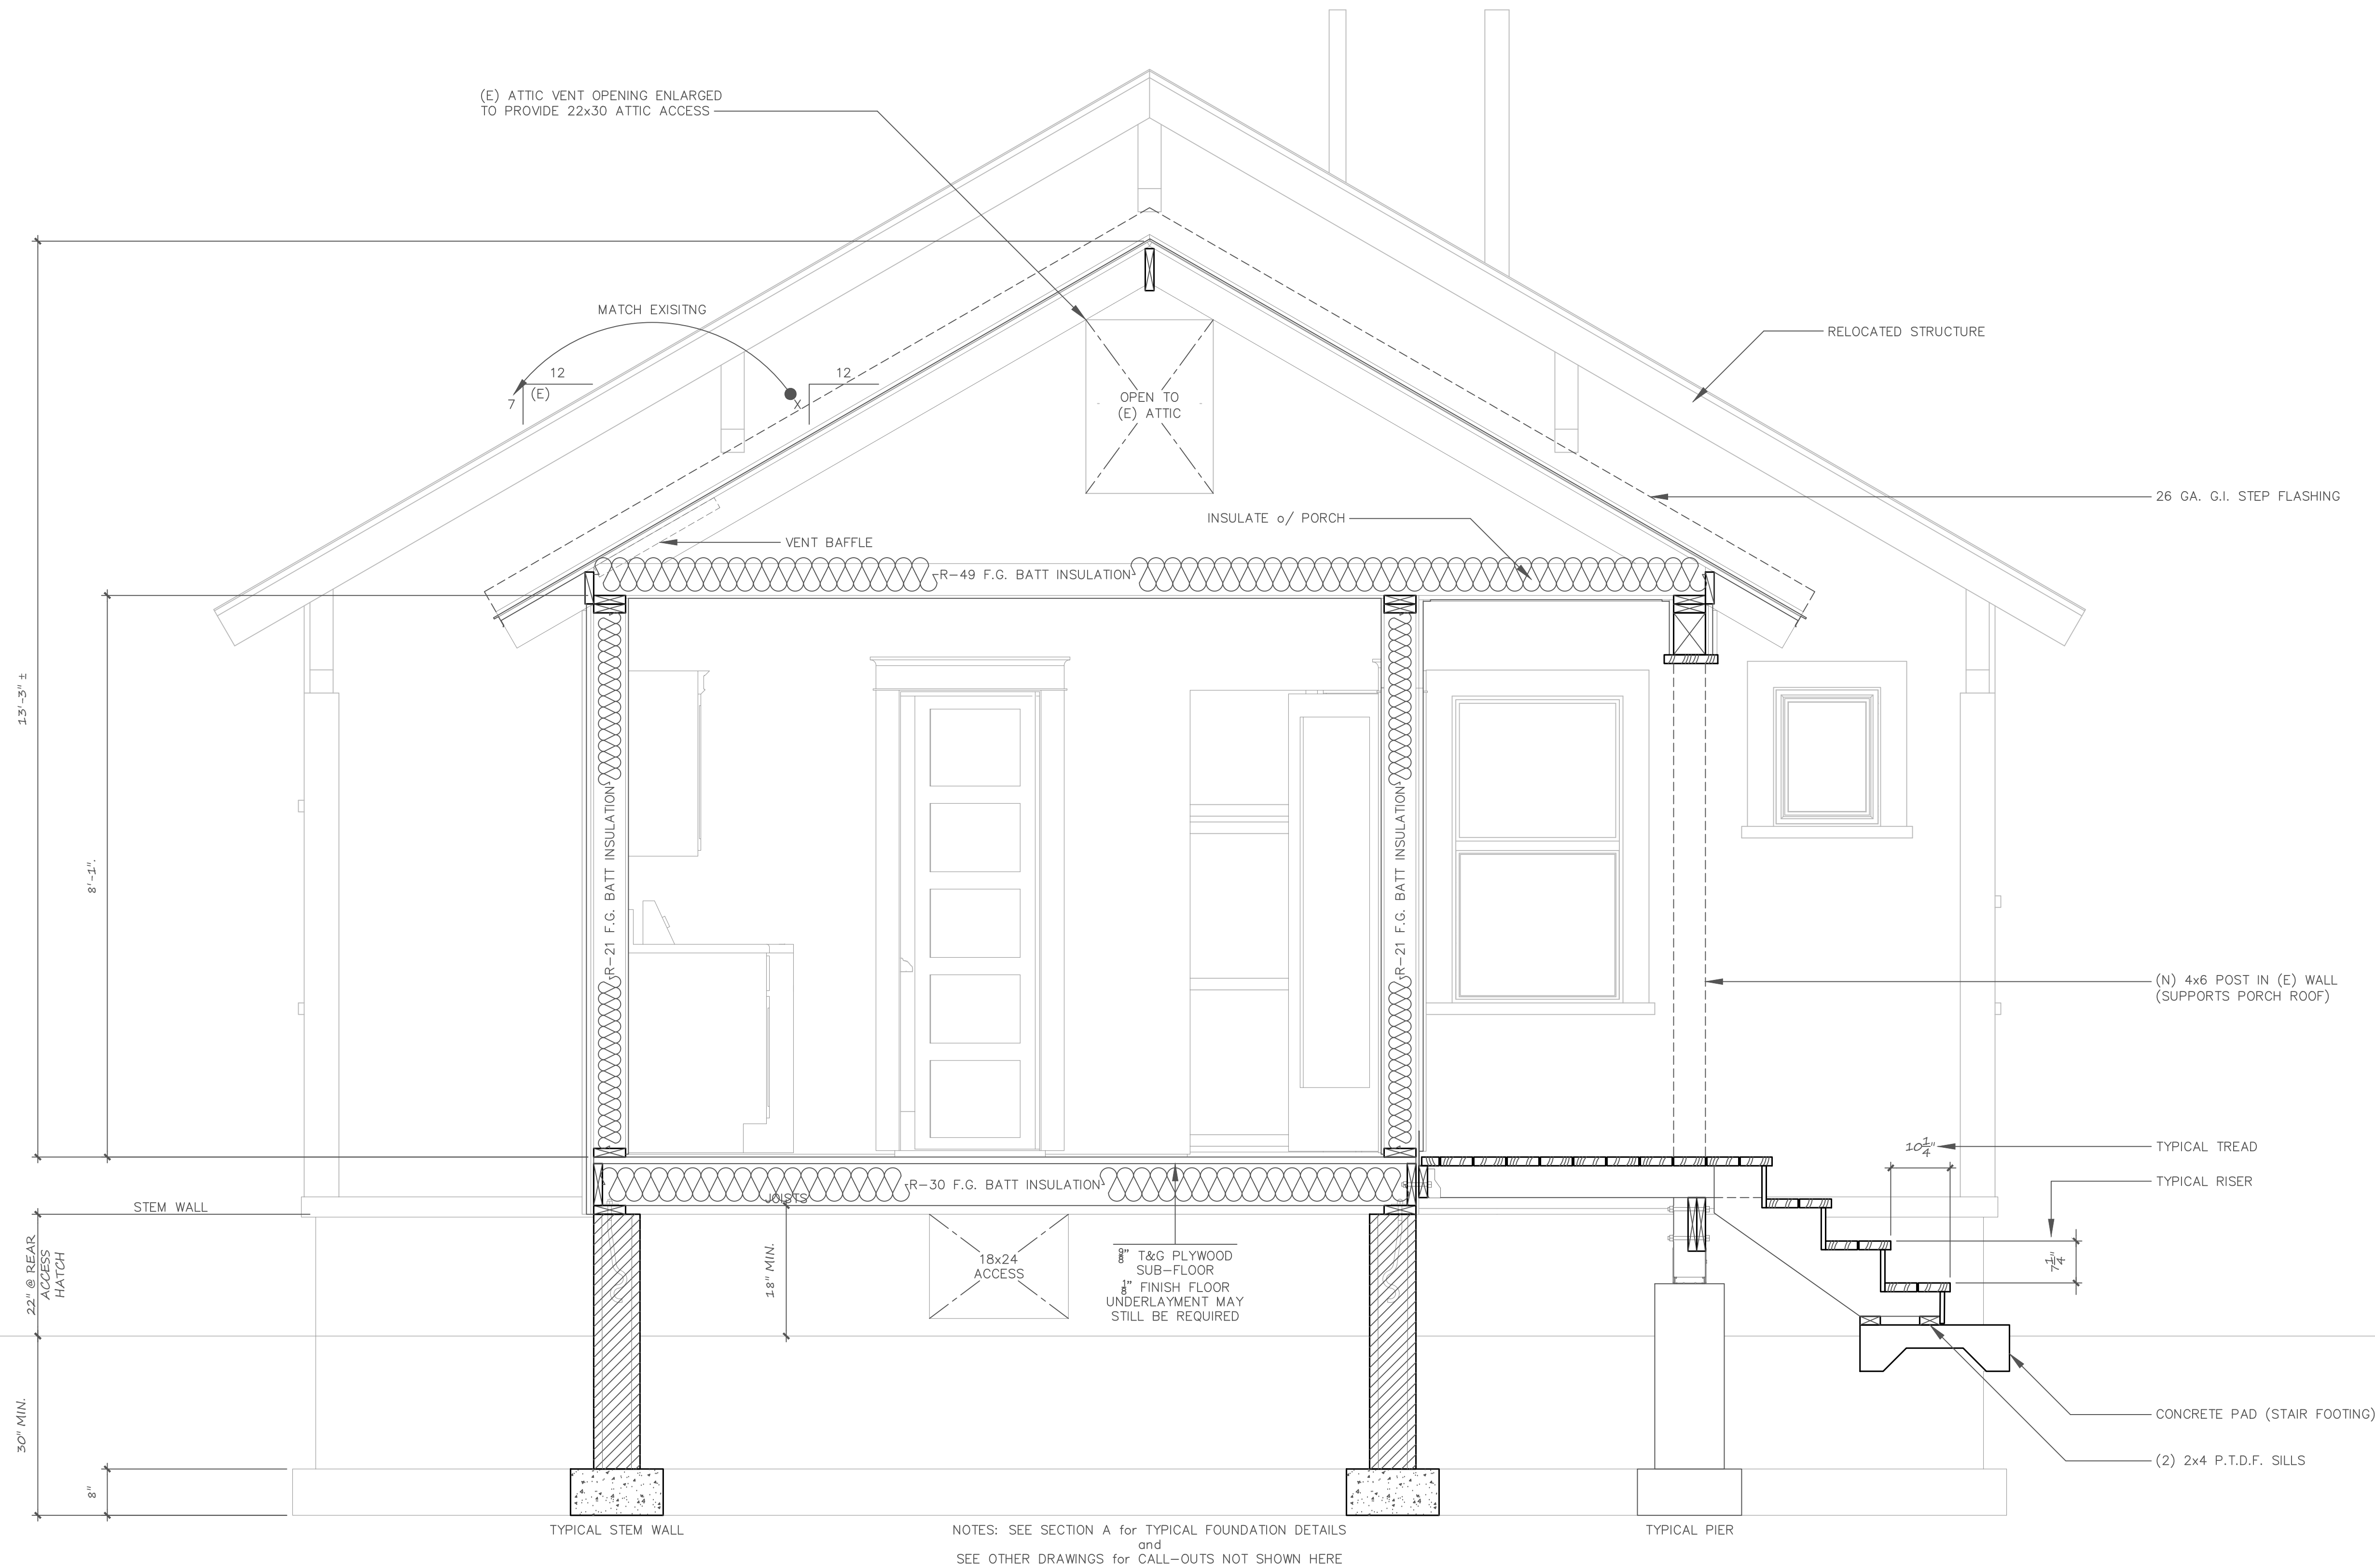 (E) ATTIC VENT OPENING ENLARGED
TO PROVIDE 22x30 ATTIC ACCESS
MATCH EXISITNG
12
(E)
7
12
X
RELOCATED STRUCTURE
OPEN TO
(E) ATTIC
26 GA. G.I. STEP FLASHING
INSULATE o/ PORCH
VENT BAFFLE
R-49 F.G. BATT INSULATION
13'-3" ±
8'-1".
R-21 F.G. BATT INSULATION
R-21 F.G. BATT INSULATION
(N) 4x6 POST IN (E) WALL
(SUPPORTS PORCH ROOF)
10 1/4"
TYPICAL TREAD
TYPICAL RISER
7 1/4"
R-30 F.G. BATT INSULATION
JOISTS
STEM WALL
22" @ REAR
ACCESS
HATCH
18" MIN.
18x24
ACCESS
9/8" T&G PLYWOOD
SUB-FLOOR
1/8" FINISH FLOOR
UNDERLAYMENT MAY
STILL BE REQUIRED
30" MIN.
8"
CONCRETE PAD (STAIR FOOTING)
(2) 2x4 P.T.D.F. SILLS
TYPICAL STEM WALL
TYPICAL PIER
NOTES: SEE SECTION A for TYPICAL FOUNDATION DETAILS
and
SEE OTHER DRAWINGS for CALL-OUTS NOT SHOWN HERE